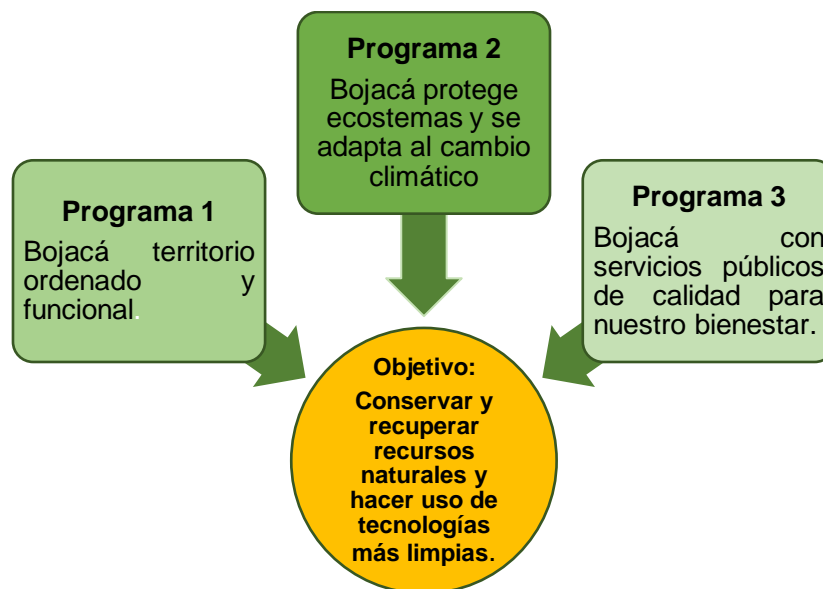 Programa 1
Bojacá territorio
ordenado y
funcional.
Programa 2
Bojacá protege
ecostemas y se
adapta al cambio
climático
Programa 3
Bojacá con
servicios públicos
de calidad para
nuestro bienestar.
Objetivo:
Conservar y
recuperar
recursos
naturales y
hacer uso de
tecnologías
más limpias.